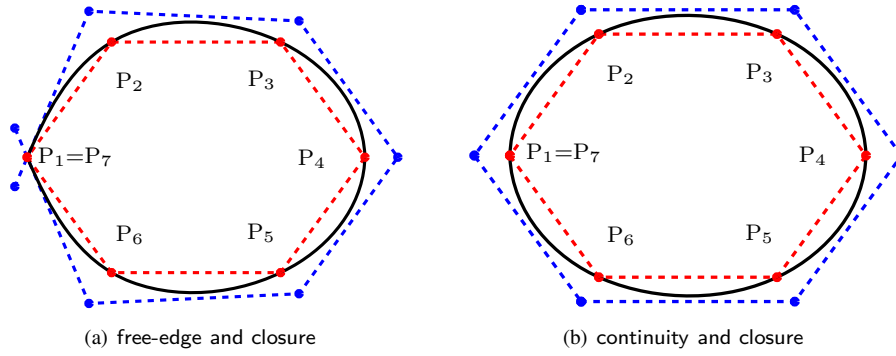 P2 P3
P1=P7 P4
P6 P5
(a) free-edge and closure
P2 P3
P1=P7 P4
P6 P5
(b) continuity and closure